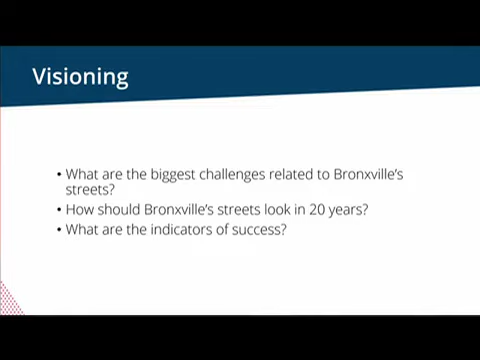 Visioning
• What are the biggest challenges related to Bronxville's
streets?
• How should Bronxville's streets look in 20 years?
• What are the indicators of success?